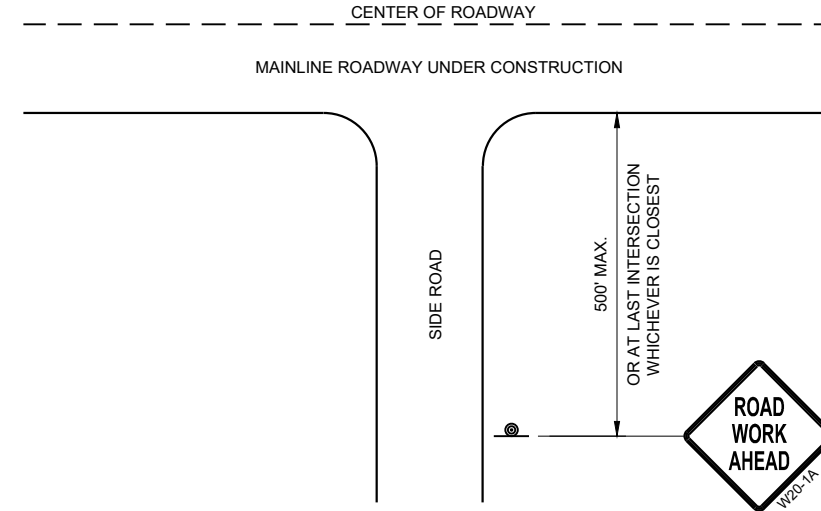 CENTER OF ROADWAY
MAINLINE ROADWAY UNDER CONSTRUCTION
SIDE ROAD
500' MAX.
OR AT LAST INTERSECTION
WHICHEVER IS CLOSEST
ROAD
WORK
AHEAD
W20-1A